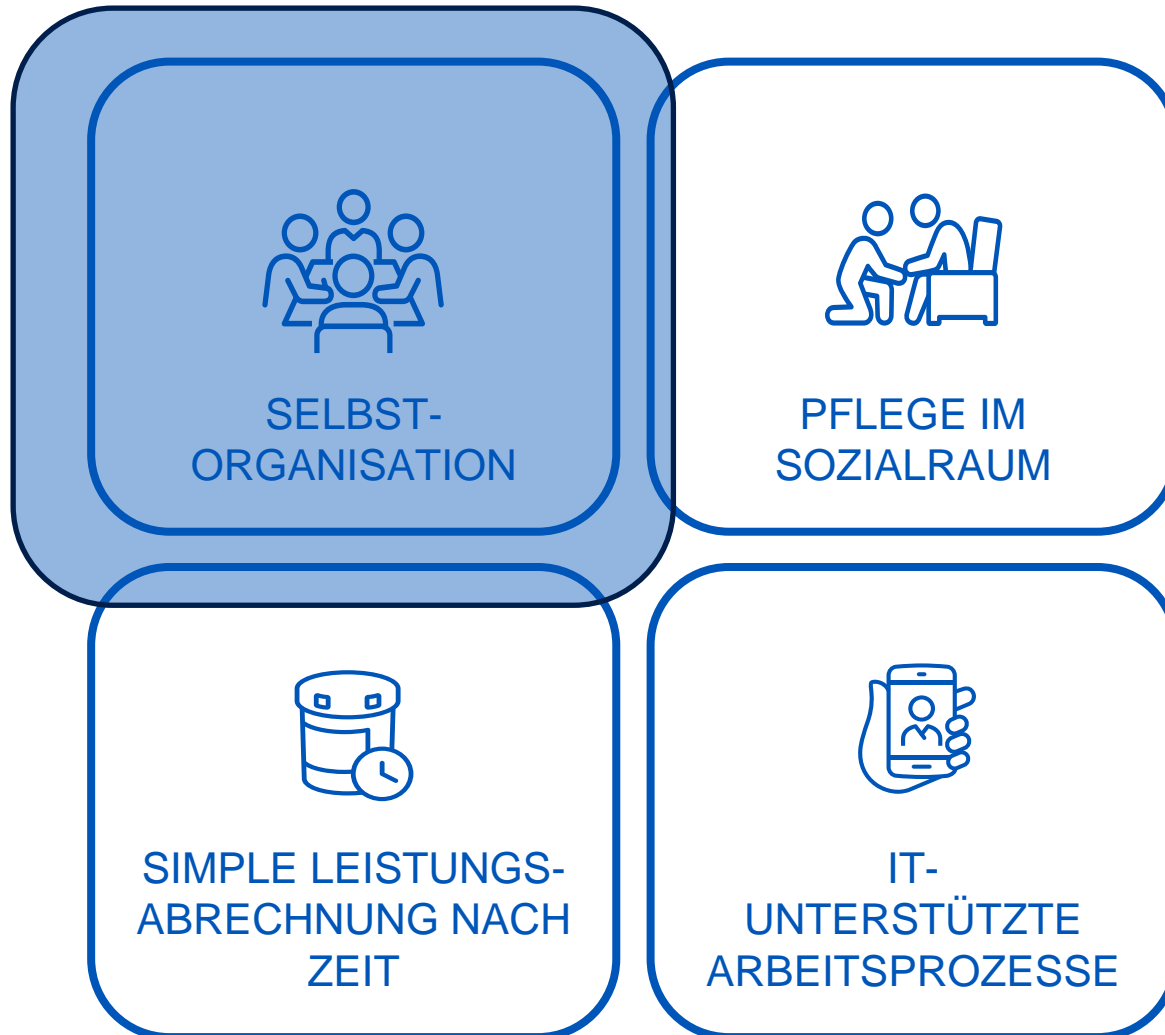 SELBST-
ORGANISATION
PFLEGE IM
SOZIALRAUM
SIMPLE LEISTUNGS-
ABRECHNUNG NACH
ZEIT
IT-
UNTERSTÜTZTE
ARBEITSPROZESSE